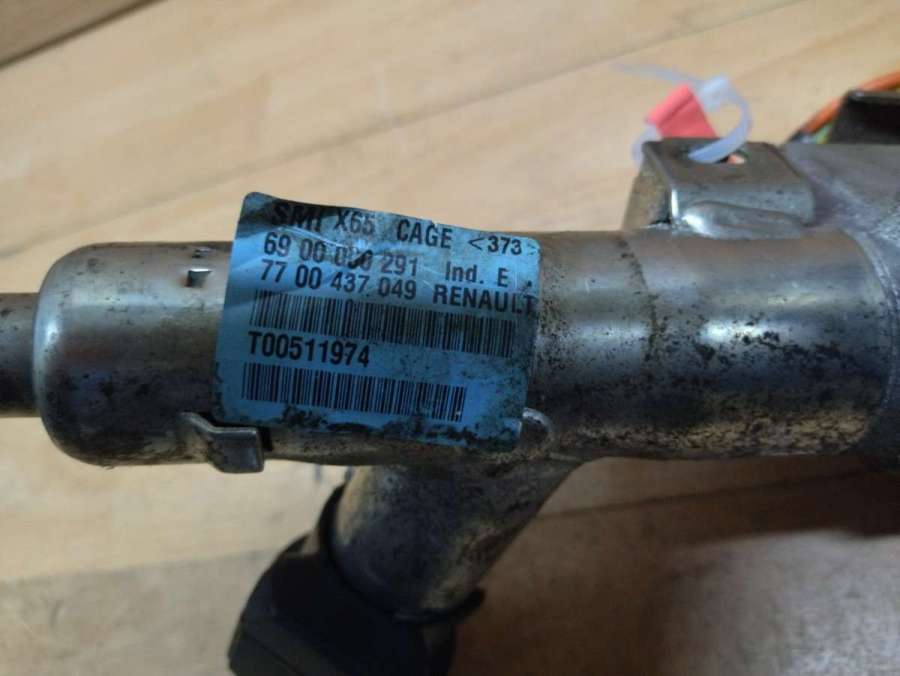 SMI X65 CAGE <373
69 00 000 291 Ind. E
77 00 437 049 RENAULT
T00511974